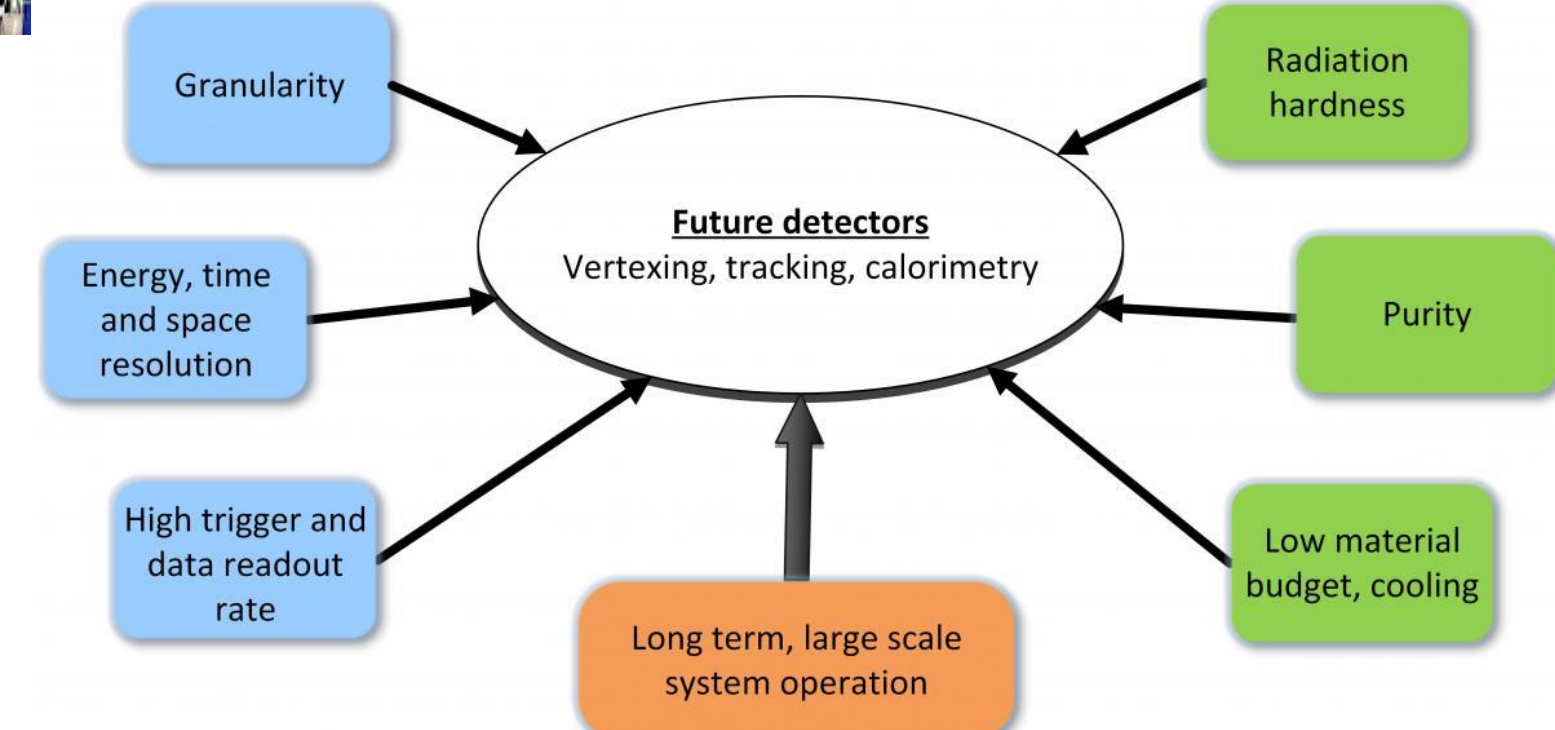 Granularity
Radiation
hardness
Future detectors
Vertexing, tracking, calorimetry
Energy, time
and space
resolution
Purity
High trigger and
data readout
rate
Low material
budget, cooling
Long term, large scale
system operation